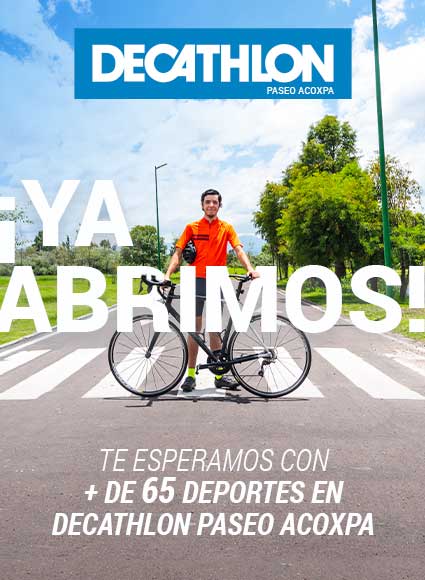 DECATHLON
PASEO ACOXPA
¡YA
ABRIMOS!
TE ESPERAMOS CON
+ DE 65 DEPORTES EN
DECATHLON PASEO ACOXPA